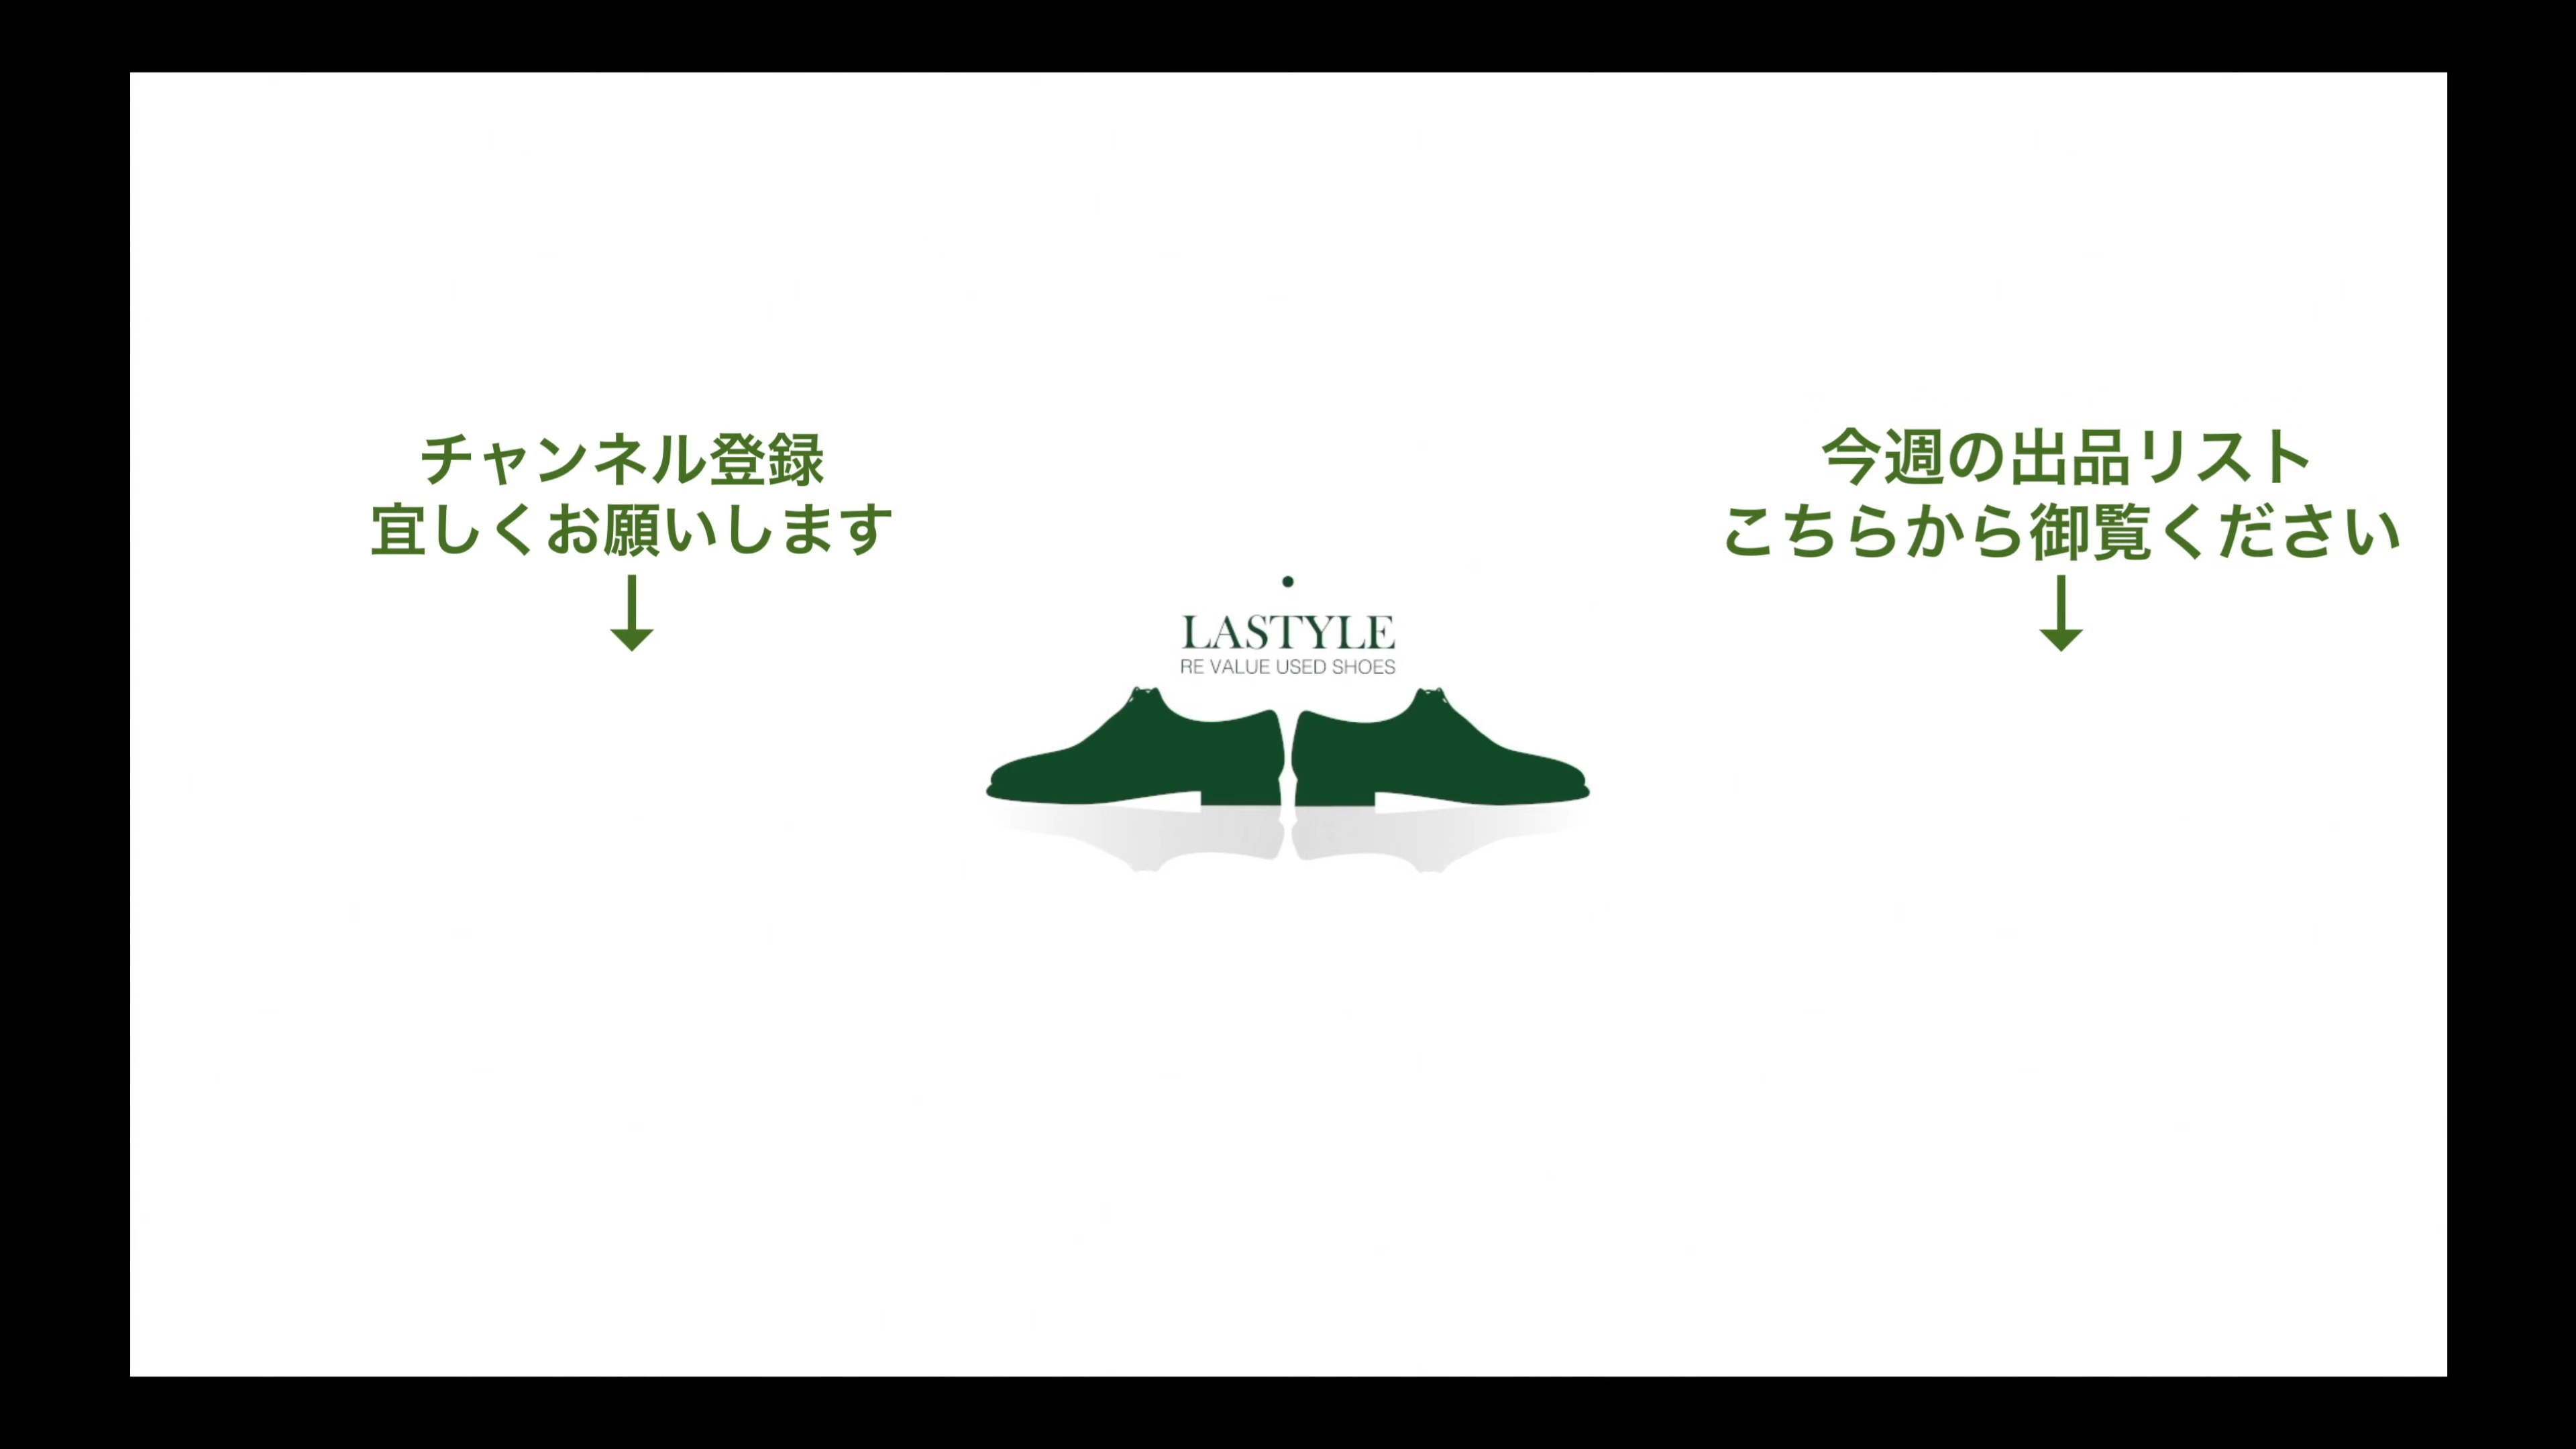 チャンネル登録
宜しくお願いします
↓
今週の出品リスト
こちらから御覧ください
↓
LASTYLE
RE VALUE USED SHOES